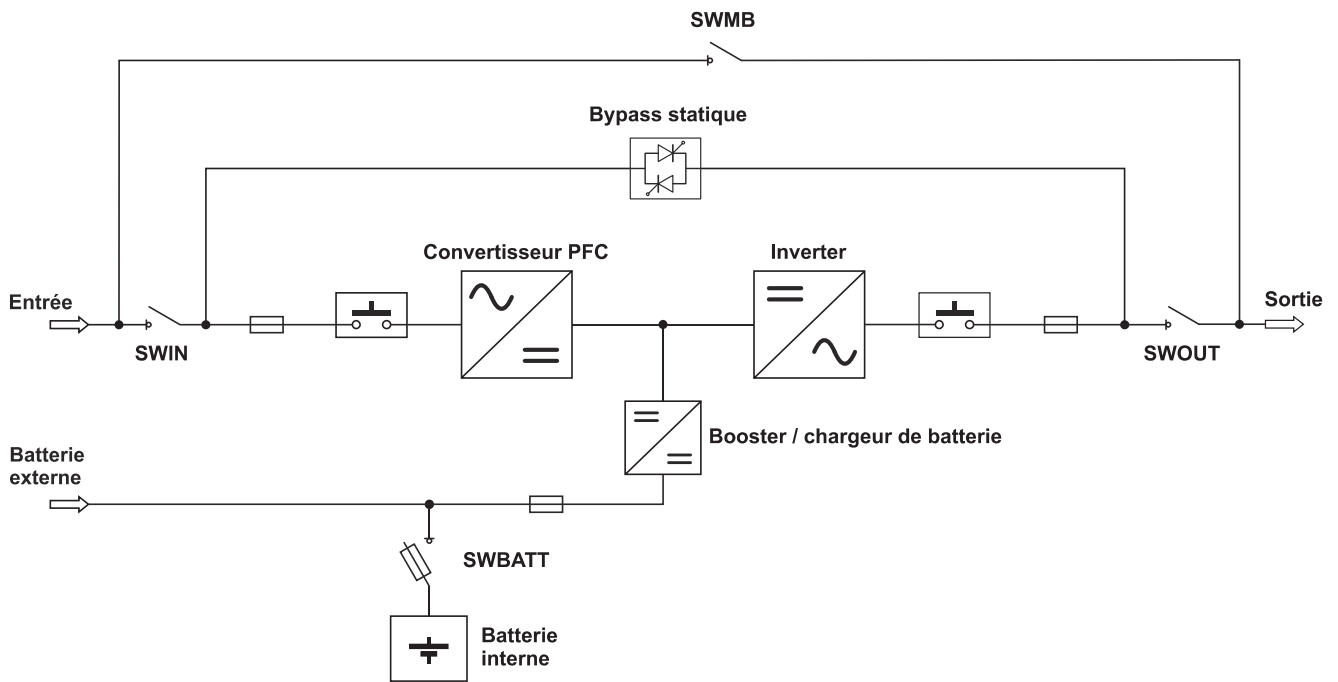 SWMB
Bypass statique
Convertisseur PFC
Inverter
Entrée
Sortie
SWIN
SWOUT
Booster / chargeur de batterie
Batterie
externe
SWBATT
Batterie
interne